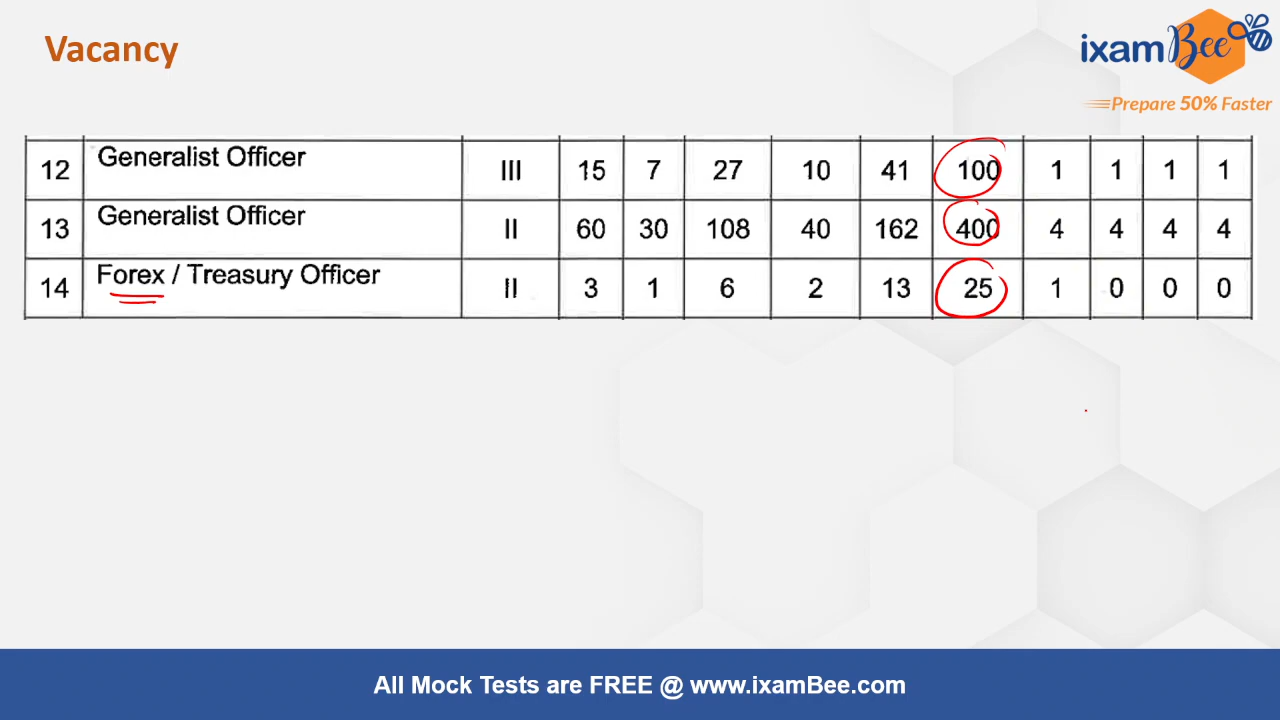 Vacancy
ixamBee
Prepare 50% Faster
12 Generalist Officer III 15 7 27 10 41 100 1 1 1 1
13 Generalist Officer II 60 30 108 40 162 400 4 4 4 4
14 Forex / Treasury Officer II 3 1 6 2 13 25 1 0 0 0
All Mock Tests are FREE @ www.ixamBee.com